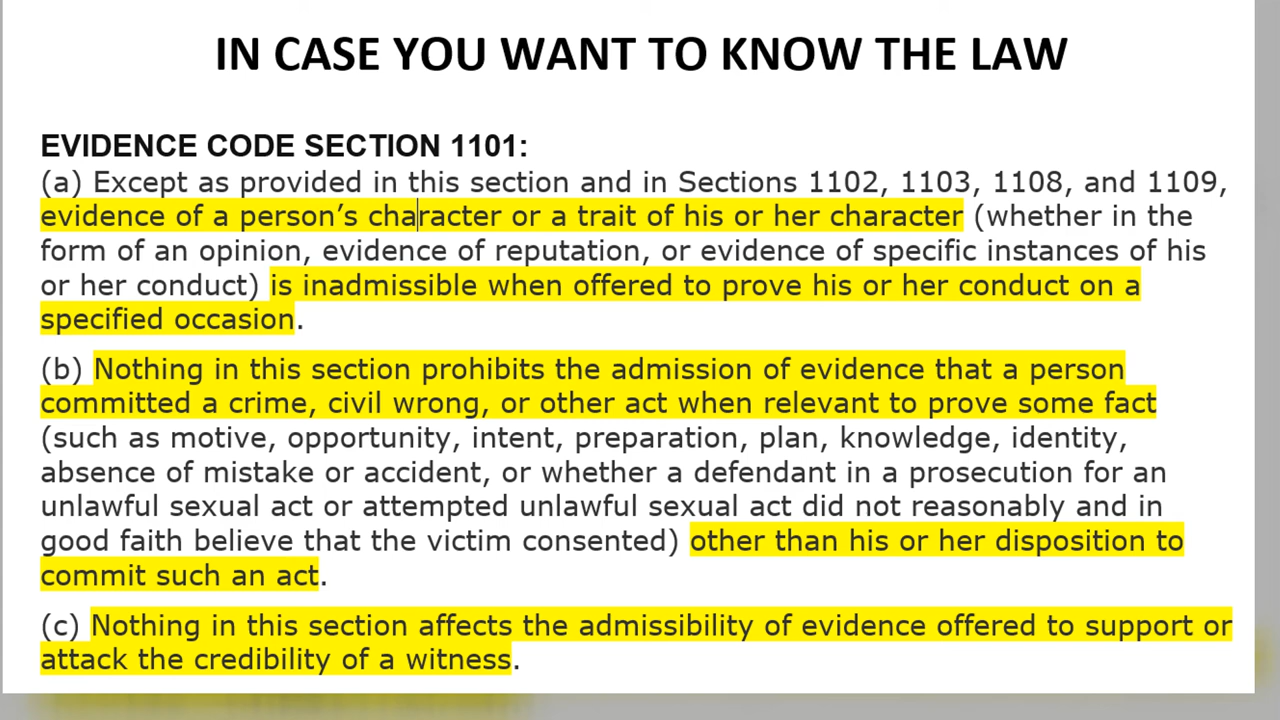 IN CASE YOU WANT TO KNOW THE LAW
EVIDENCE CODE SECTION 1101:
(a) Except as provided in this section and in Sections 1102, 1103, 1108, and 1109,
evidence of a person’s character or a trait of his or her character (whether in the
form of an opinion, evidence of reputation, or evidence of specific instances of his
or her conduct) is inadmissible when offered to prove his or her conduct on a
specified occasion.
(b) Nothing in this section prohibits the admission of evidence that a person
committed a crime, civil wrong, or other act when relevant to prove some fact
(such as motive, opportunity, intent, preparation, plan, knowledge, identity,
absence of mistake or accident, or whether a defendant in a prosecution for an
unlawful sexual act or attempted unlawful sexual act did not reasonably and in
good faith believe that the victim consented) other than his or her disposition to
commit such an act.
(c) Nothing in this section affects the admissibility of evidence offered to support or
attack the credibility of a witness.